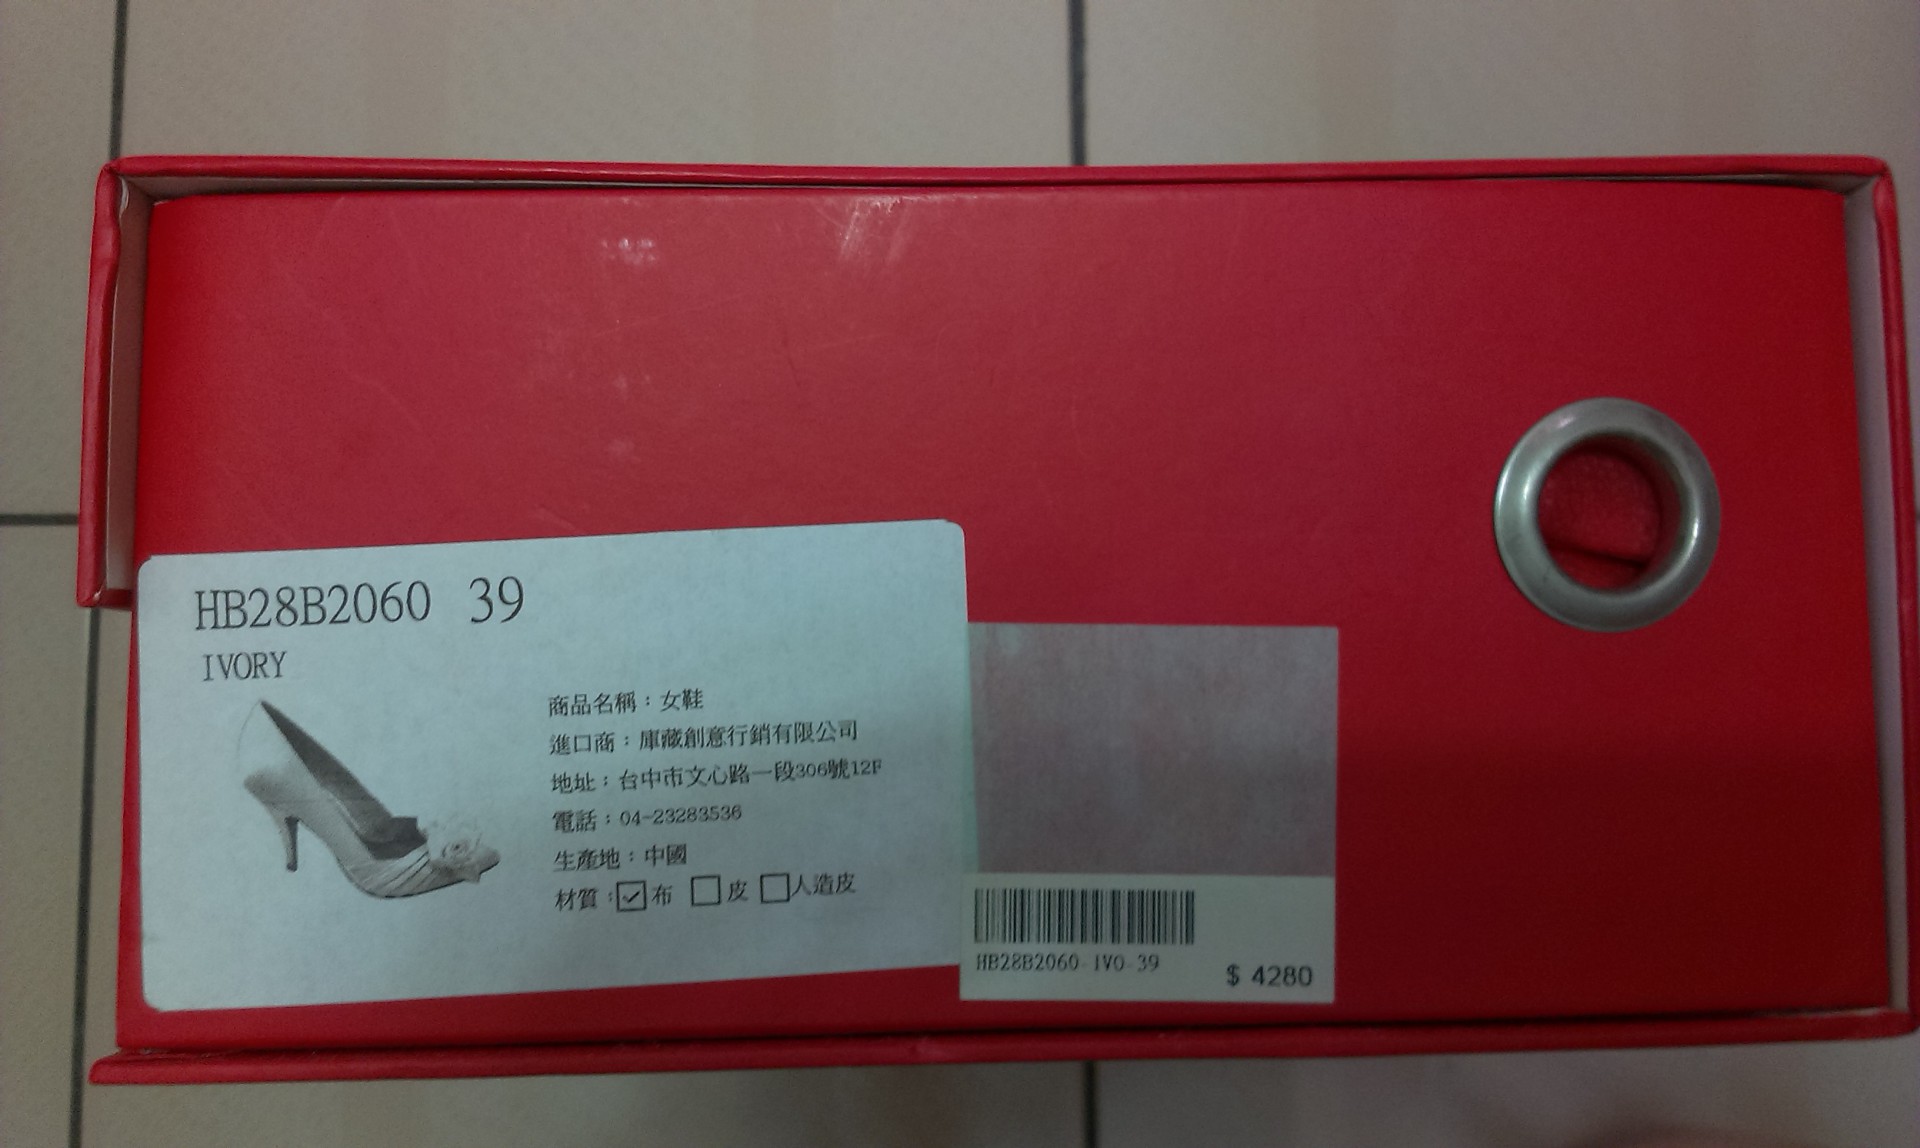 HB28B2060 39
IVORY
商品名稱：女鞋
進口商：庫藏創意行銷有限公司
地址：台中市文心路一段306號12F
電話：04-23283536
生產地：中國
材質：☑布 □皮 □人造皮
HB28B2060-IVO-39
$ 4280